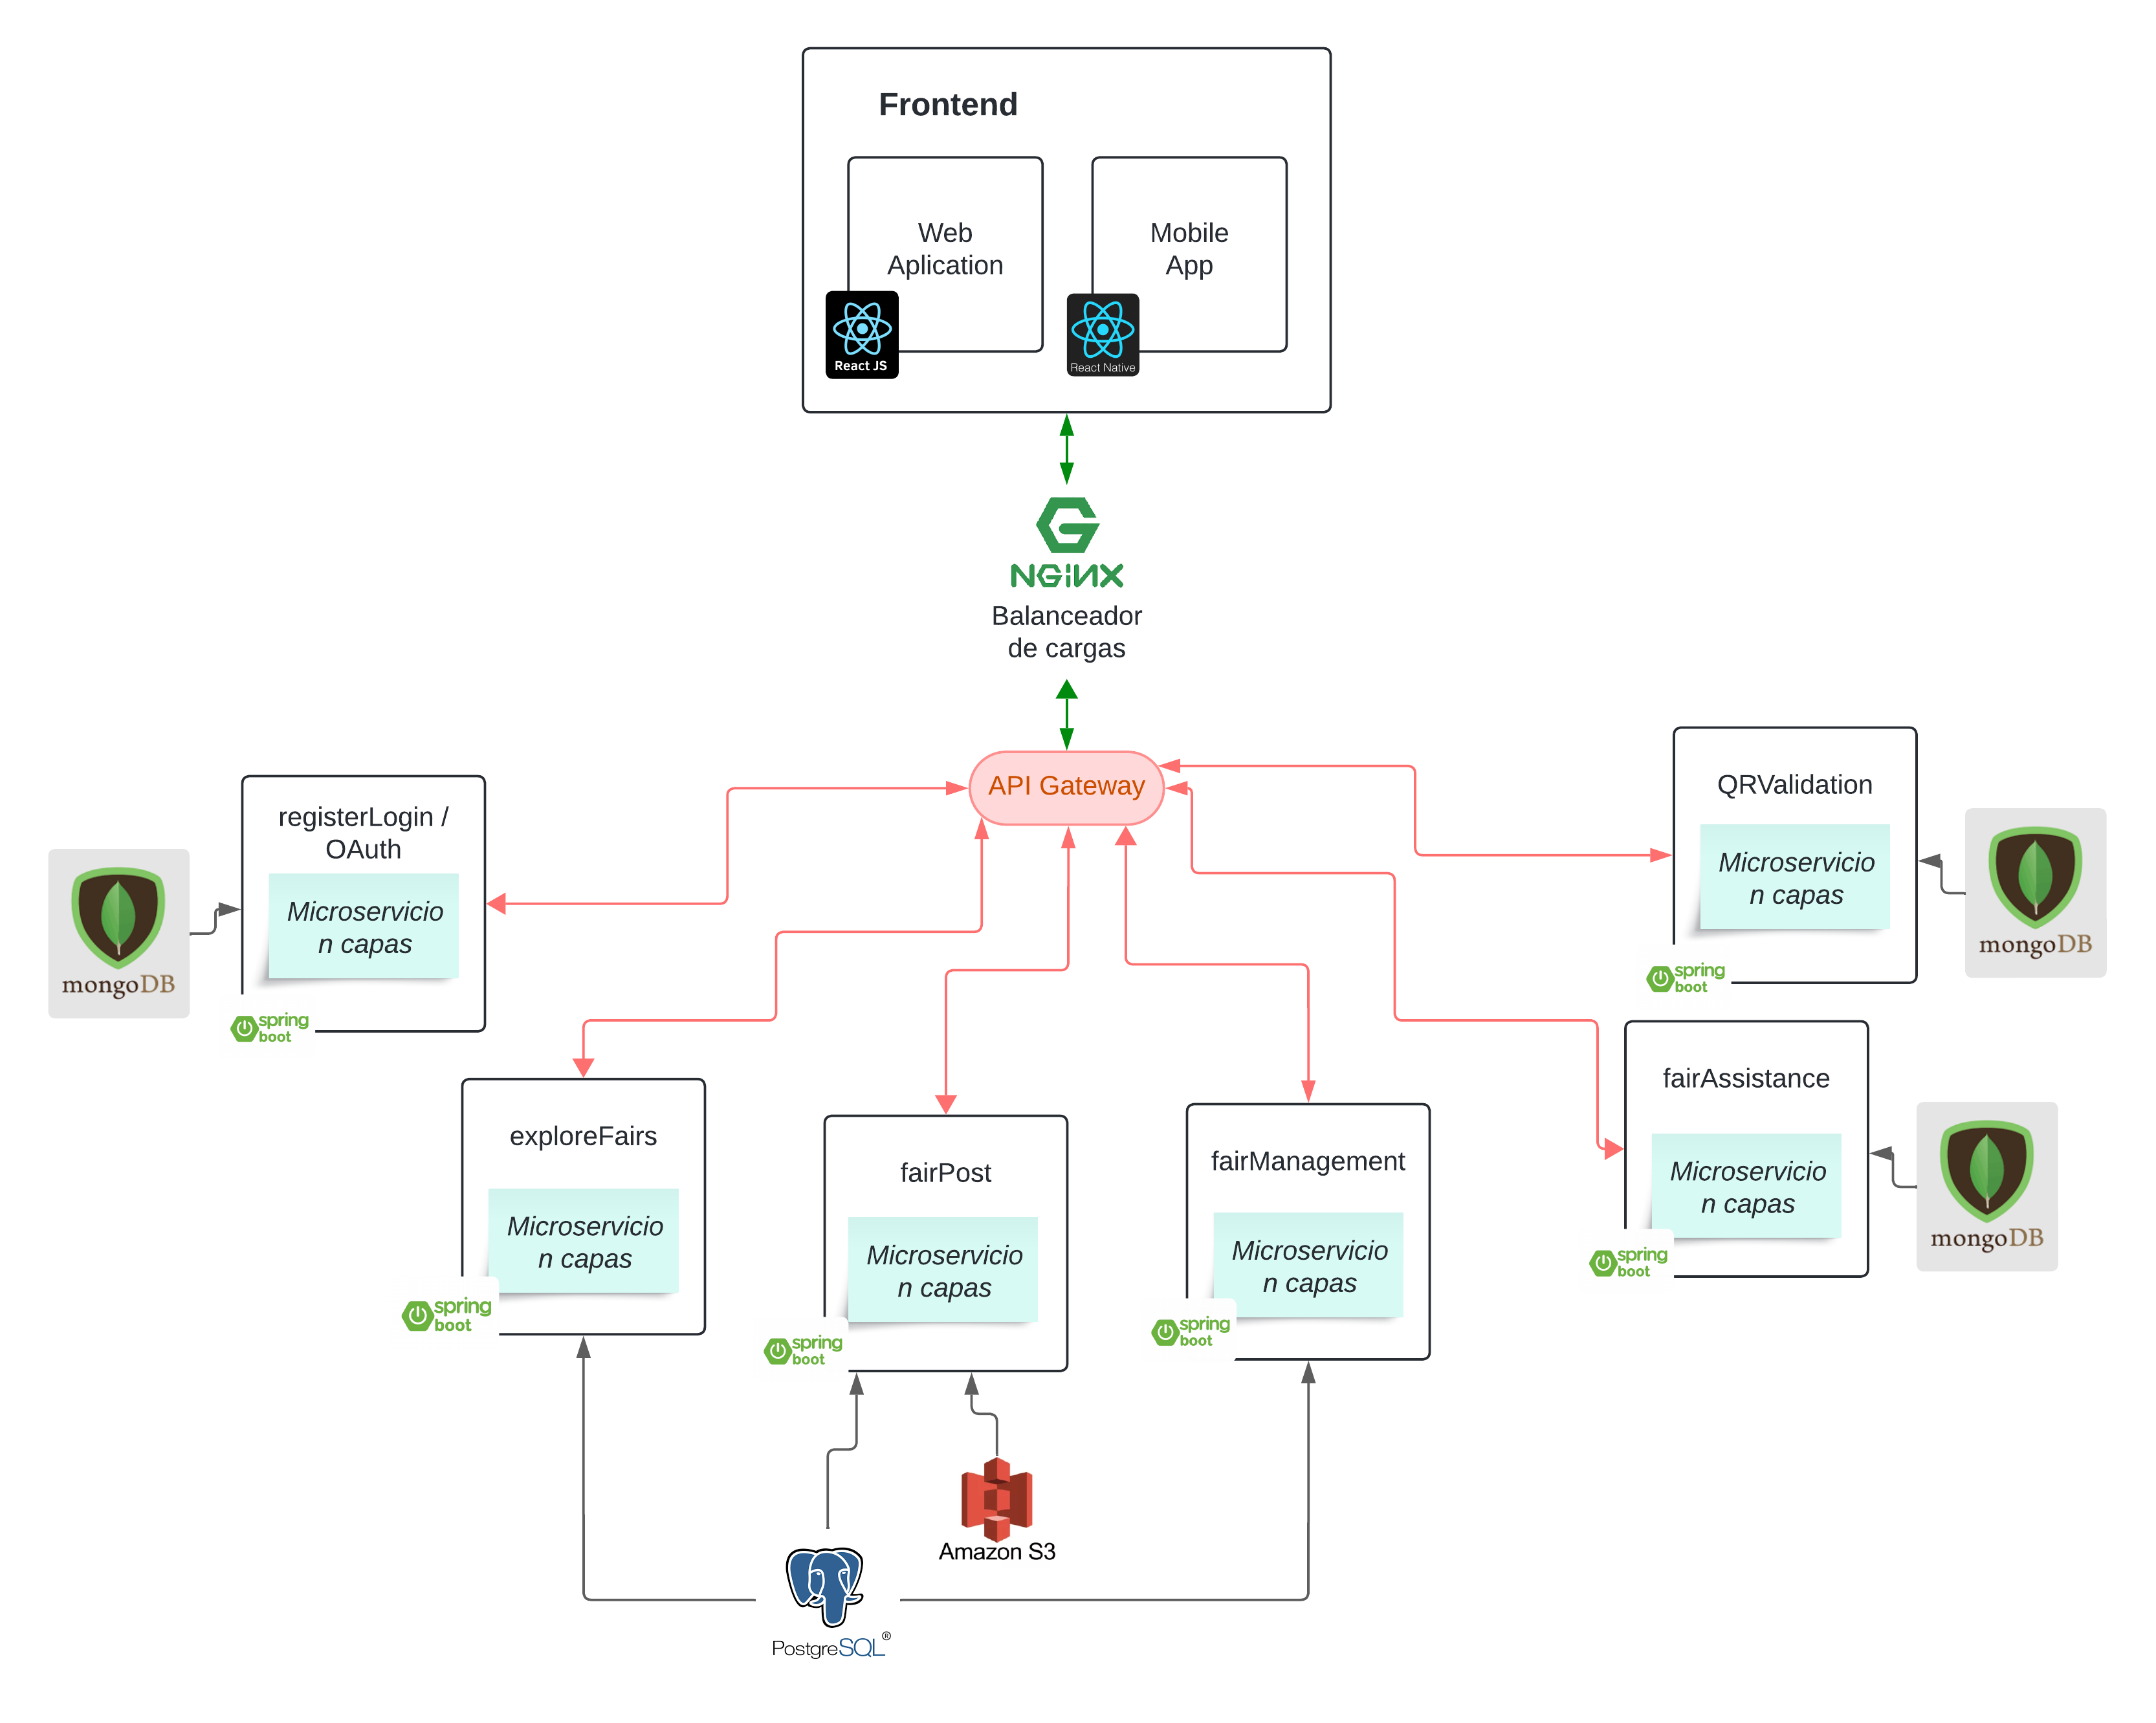 Frontend
Web
Aplication
Mobile
App
React JS
React Native
NGiNX
Balanceador
de cargas
API Gateway
registerLogin /
OAuth
Microservicio
n capas
mongoDB
spring
boot
QRValidation
Microservicio
n capas
mongoDB
spring
boot
exploreFairs
Microservicio
n capas
spring
boot
fairPost
Microservicio
n capas
spring
boot
fairManagement
Microservicio
n capas
spring
boot
fairAssistance
Microservicio
n capas
mongoDB
spring
boot
Amazon S3
PostgreSQL®